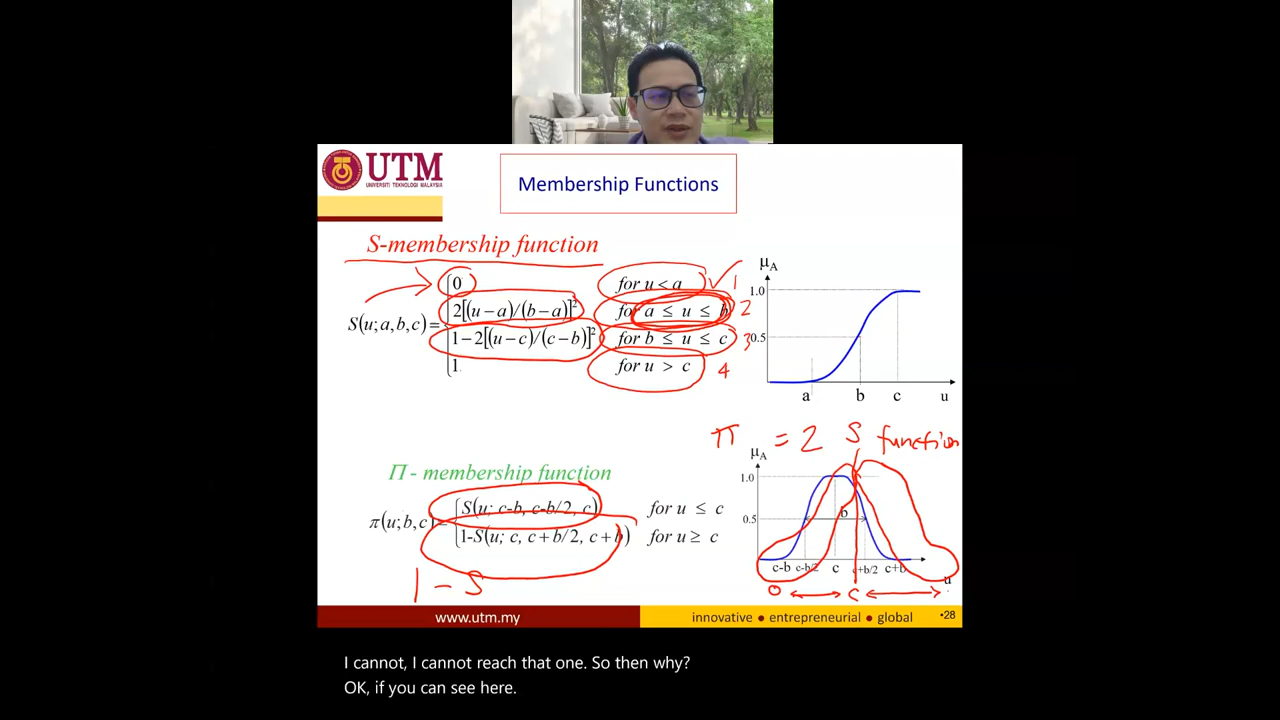 UTM
UNIVERSITI TEKNOLOGI MALAYSIA
Membership Functions
S-membership function
S(u;a,b,c)=
0 for u < a 1
2[(u−a)/(b−a)]² for a ≤ u ≤ b 2
1−2[(u−c)/(c−b)]² for b ≤ u ≤ c 3
1 for u > c 4
μA
1.0
0.5
a b c u
π = 2 S function
Π - membership function
π(u;b,c)=
S(u; c-b, c-b/2, c) for u ≤ c
1-S(u; c, c+b/2, c+b) for u ≥ c
1 - S
μA
1.0
0.5
b
c-b c-b/2 c c+b/2 c+b u
0 c
www.utm.my
innovative ● entrepreneurial ● global
•28
I cannot, I cannot reach that one. So then why?
OK, if you can see here.